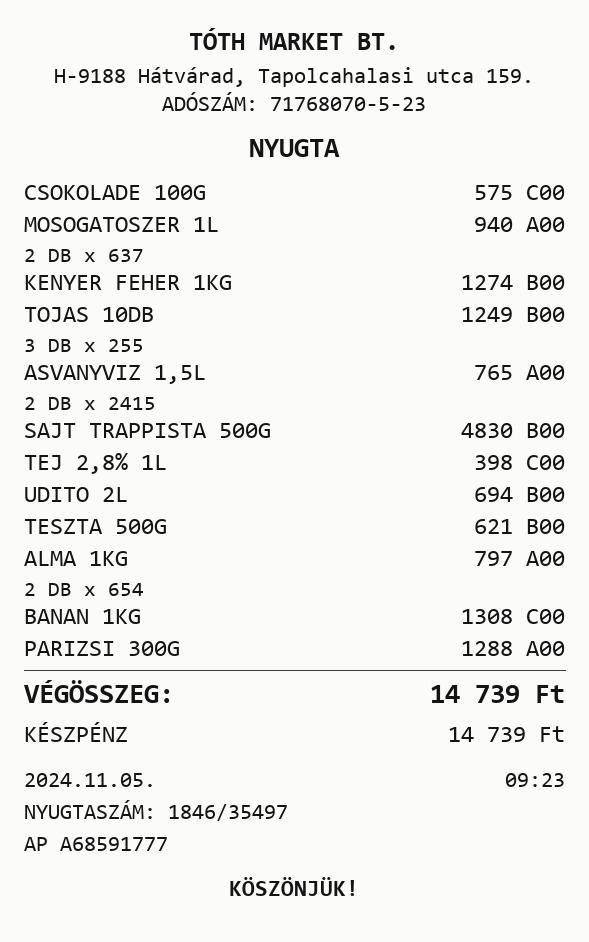 TÓTH MARKET BT.
H-9188 Hátvárad, Tapolcahalasi utca 159.
ADÓSZÁM: 71768070-5-23
NYUGTA
CSOKOLADE 100G 575 C00
MOSOGATOSZER 1L 940 A00
2 DB x 637
KENYER FEHER 1KG 1274 B00
TOJAS 10DB 1249 B00
3 DB x 255
ASVANYVIZ 1,5L 765 A00
2 DB x 2415
SAJT TRAPPISTA 500G 4830 B00
TEJ 2,8% 1L 398 C00
UDITO 2L 694 B00
TESZTA 500G 621 B00
ALMA 1KG 797 A00
2 DB x 654
BANAN 1KG 1308 C00
PARIZSI 300G 1288 A00
VÉGÖSSZEG: 14 739 Ft
KÉSZPÉNZ 14 739 Ft
2024.11.05. 09:23
NYUGTASZÁM: 1846/35497
AP A68591777
KÖSZÖNJÜK!